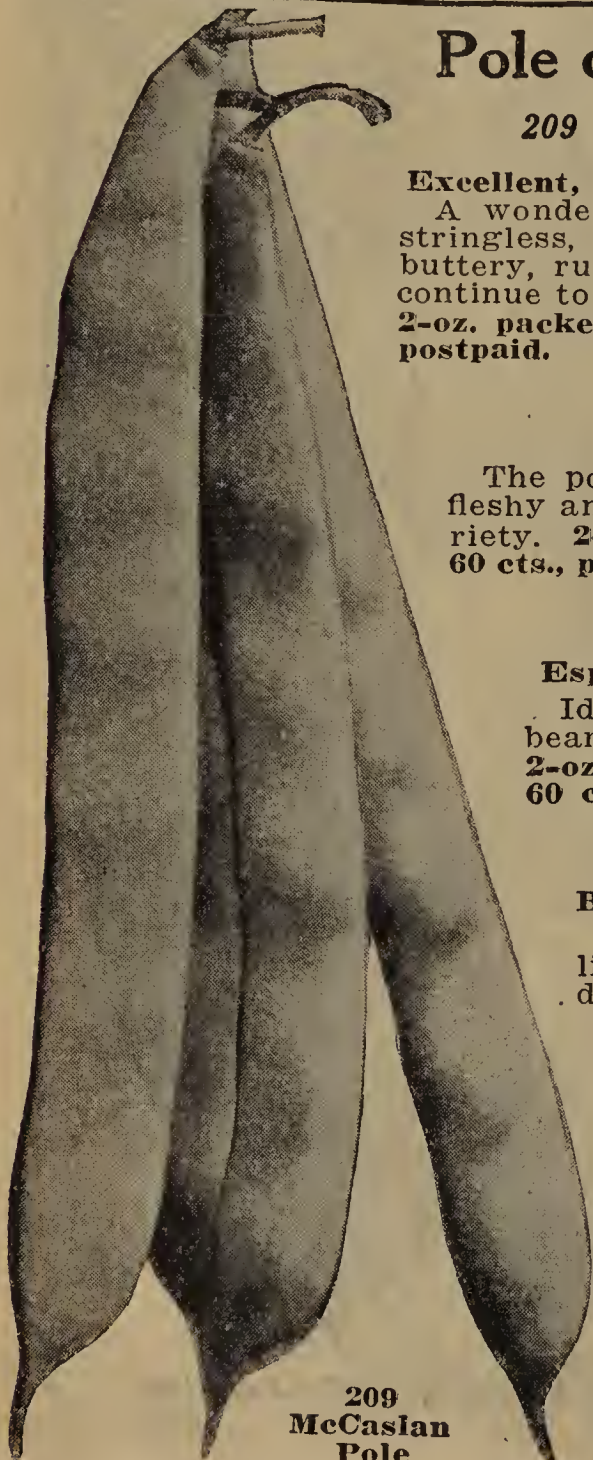 Pole o
209
Excellent,
A wonde
stringless,
buttery, ru
continue to
2-oz. packe
postpaid.
The po
fleshy an
riety. 2
60 cts., p
Esp
Id
bear
2-oz
60 c
B
li
d
209
McCaslan
Pole